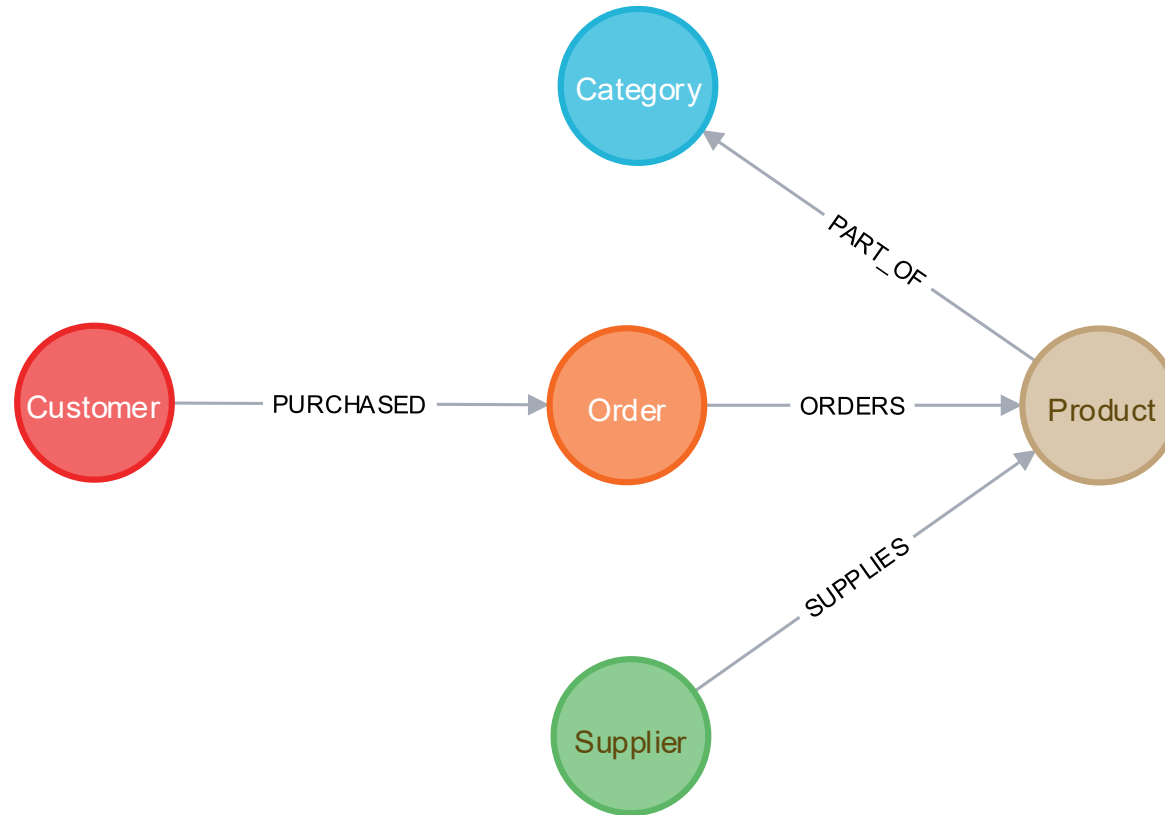 Category
PART_OF
Customer
PURCHASED
Order
ORDERS
Product
SUPPLIES
Supplier